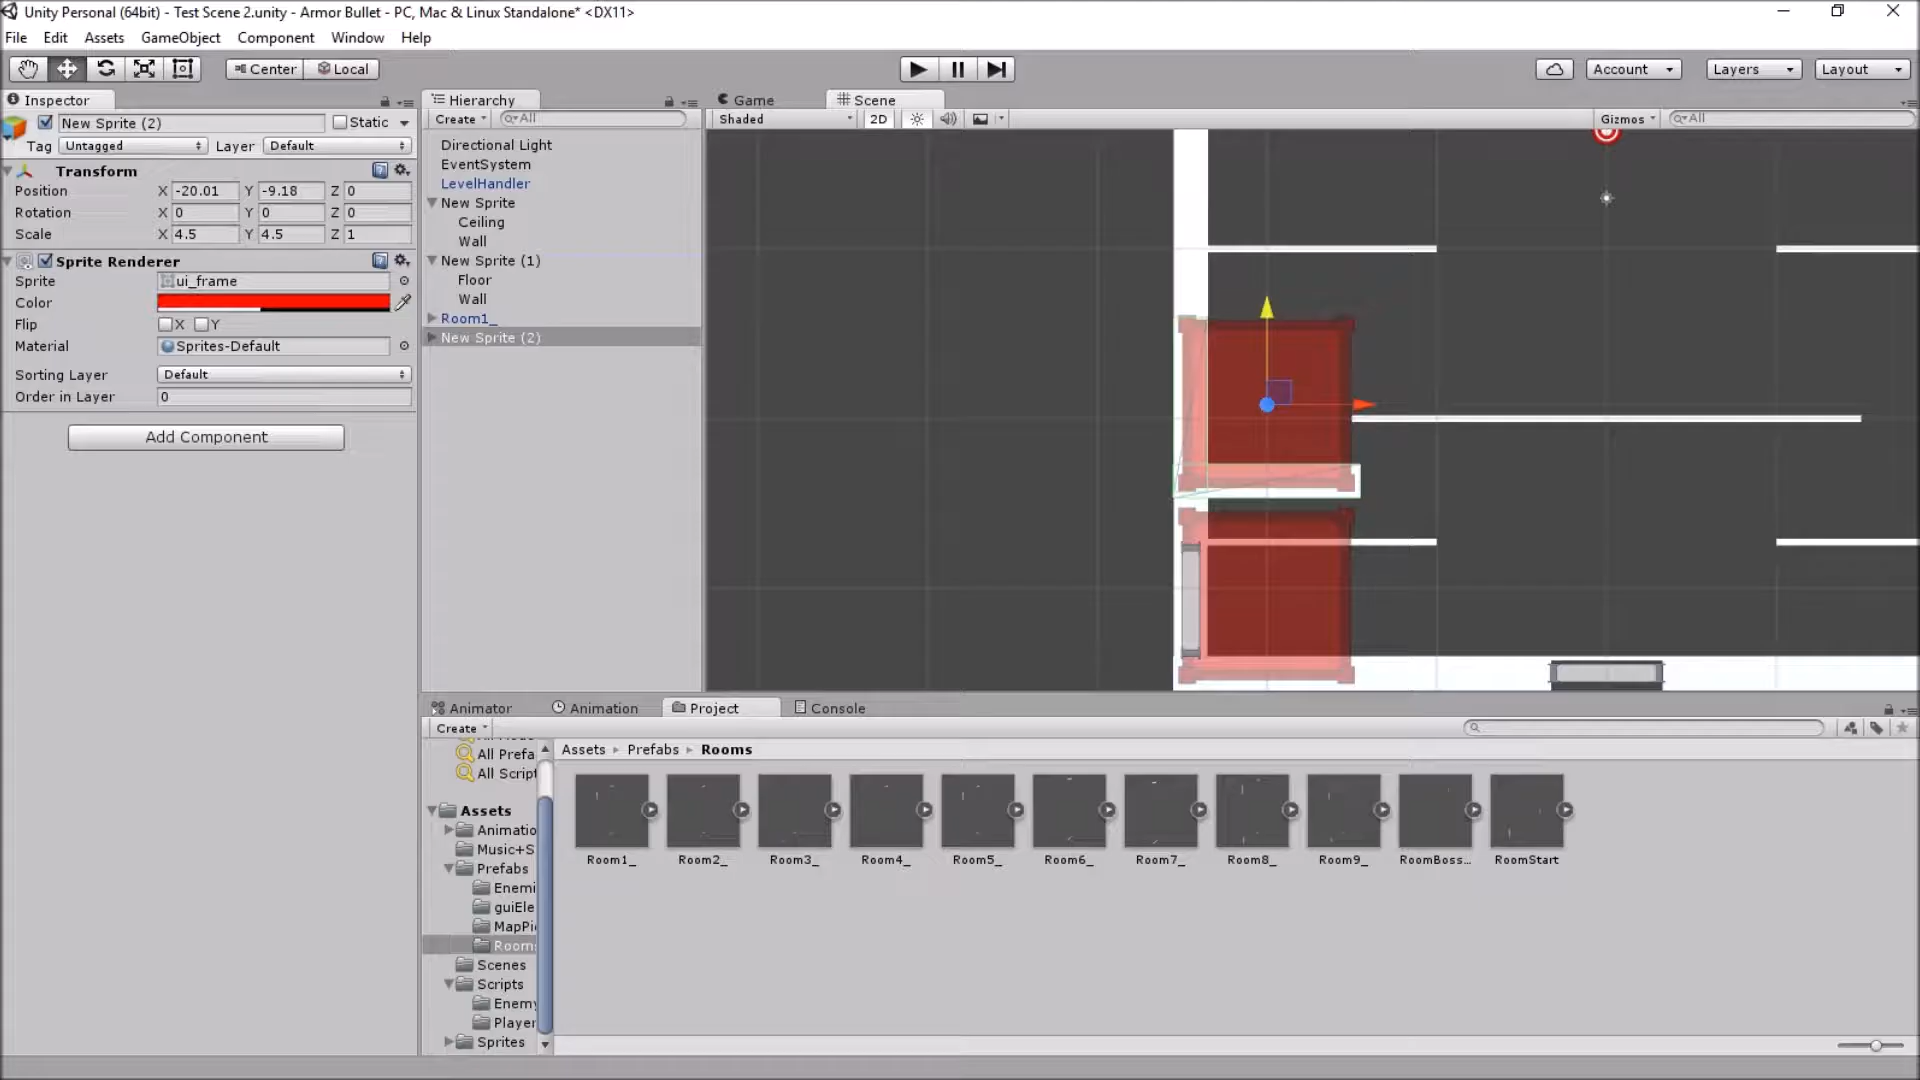 Unity Personal (64bit) - Test Scene 2.unity - Armor Bullet - PC, Mac & Linux Standalone* <DX11>
File Edit Assets GameObject Component Window Help
Center Local Account Layers Layout
Inspector
New Sprite (2) Static
Tag Untagged Layer Default
Transform
Position X -20.01 Y -9.18 Z 0
Rotation X 0 Y 0 Z 0
Scale X 4.5 Y 4.5 Z 1
Sprite Renderer
Sprite ui_frame
Color
Flip X Y
Material Sprites-Default
Sorting Layer Default
Order in Layer 0
Add Component
Hierarchy
Create All
Directional Light
EventSystem
LevelHandler
New Sprite
Ceiling
Wall
New Sprite (1)
Floor
Wall
Room1_
New Sprite (2)
Game Scene
Shaded 2D Gizmos All
Animator Animation Project Console
Create
All Prefa
All Script
Assets
Animatio
Music+S
Prefabs
Enemi
guiEle
MapPi
Rooms
Scenes
Scripts
Enemy
Player
Sprites
Assets Prefabs Rooms
Room1_ Room2_ Room3_ Room4_ Room5_ Room6_ Room7_ Room8_ Room9_ RoomBoss... RoomStart